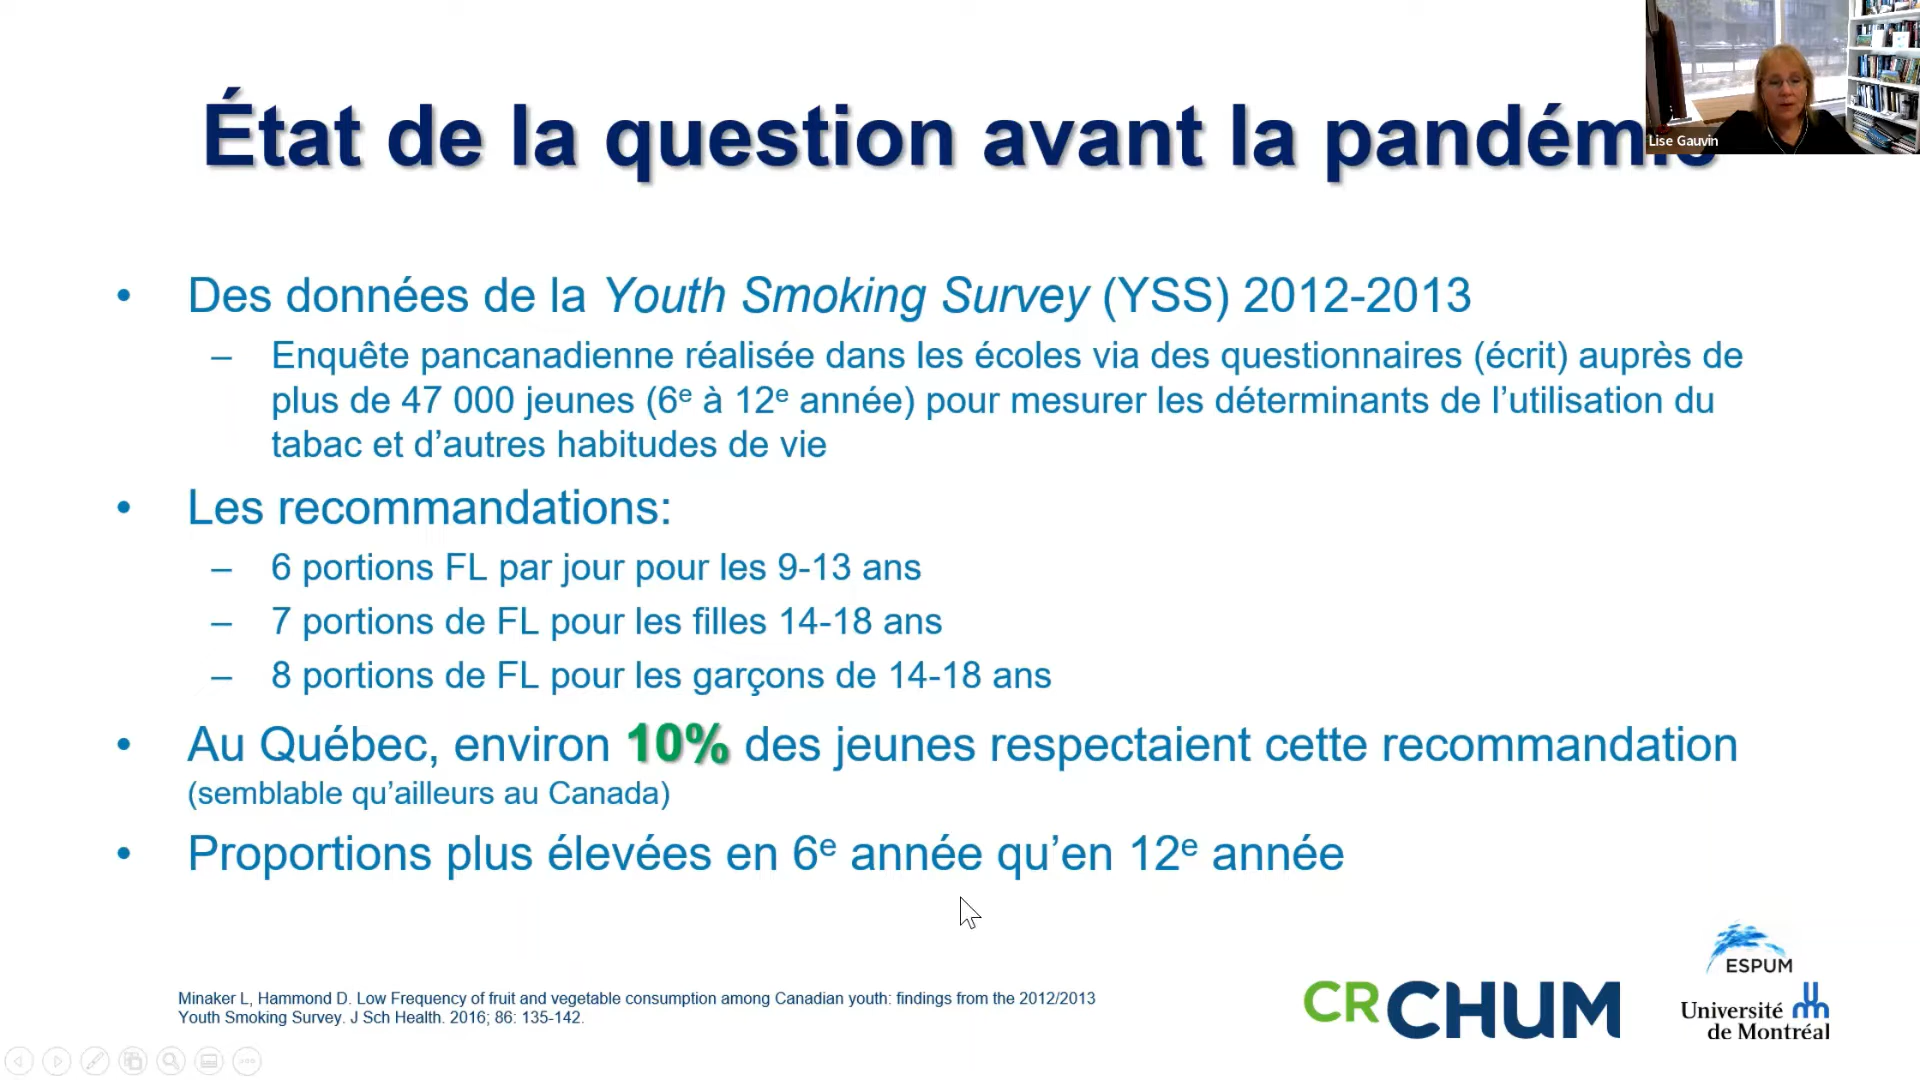 État de la question avant la pandémie
Lise Gauvin
• Des données de la Youth Smoking Survey (YSS) 2012-2013
– Enquête pancanadienne réalisée dans les écoles via des questionnaires (écrit) auprès de
plus de 47 000 jeunes (6e à 12e année) pour mesurer les déterminants de l’utilisation du
tabac et d’autres habitudes de vie
• Les recommandations:
– 6 portions FL par jour pour les 9-13 ans
– 7 portions de FL pour les filles 14-18 ans
– 8 portions de FL pour les garçons de 14-18 ans
• Au Québec, environ 10% des jeunes respectaient cette recommandation
(semblable qu’ailleurs au Canada)
• Proportions plus élevées en 6e année qu’en 12e année
Minaker L, Hammond D. Low Frequency of fruit and vegetable consumption among Canadian youth: findings from the 2012/2013
Youth Smoking Survey. J Sch Health. 2016; 86: 135-142.
CRCHUM
ESPUM
Université
de Montréal